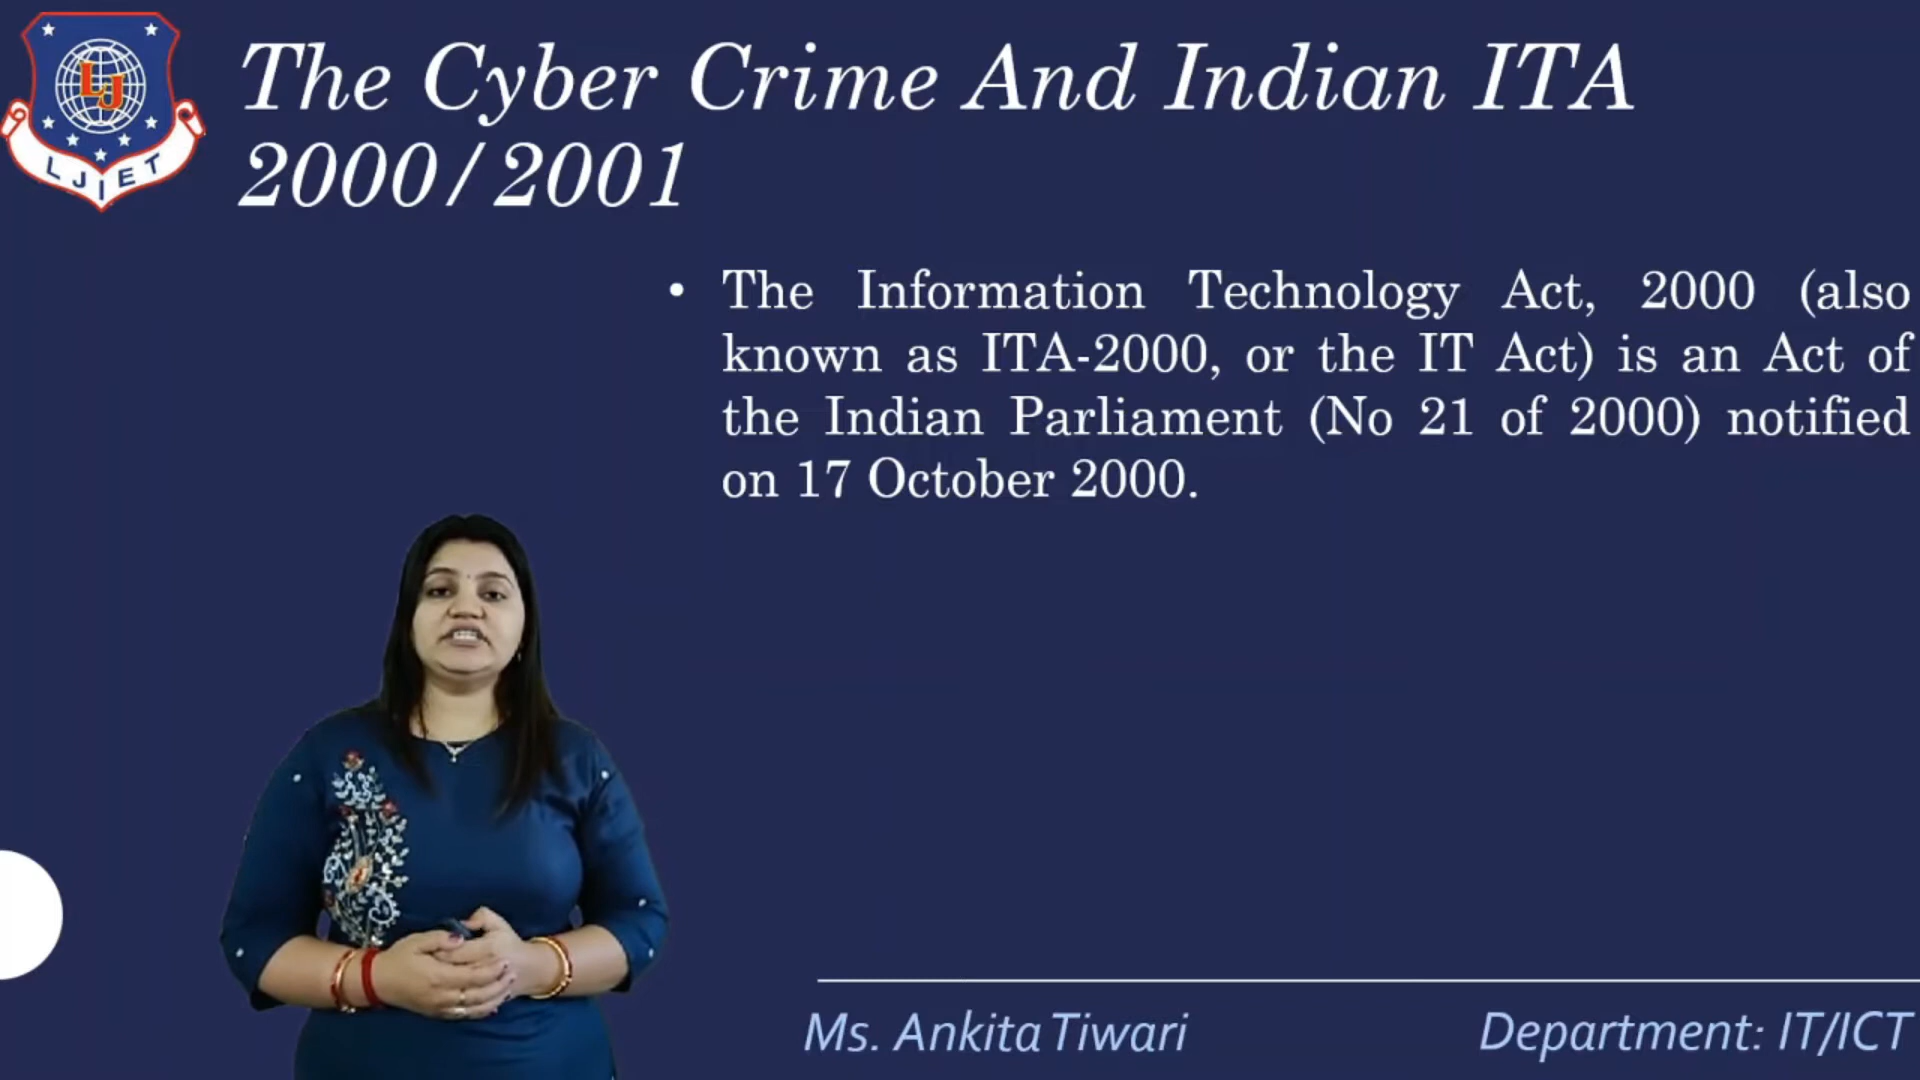 LJ
LJIET
The Cyber Crime And Indian ITA
2000/2001
• The Information Technology Act, 2000 (also
known as ITA-2000, or the IT Act) is an Act of
the Indian Parliament (No 21 of 2000) notified
on 17 October 2000.
Ms. Ankita Tiwari
Department: IT/ICT